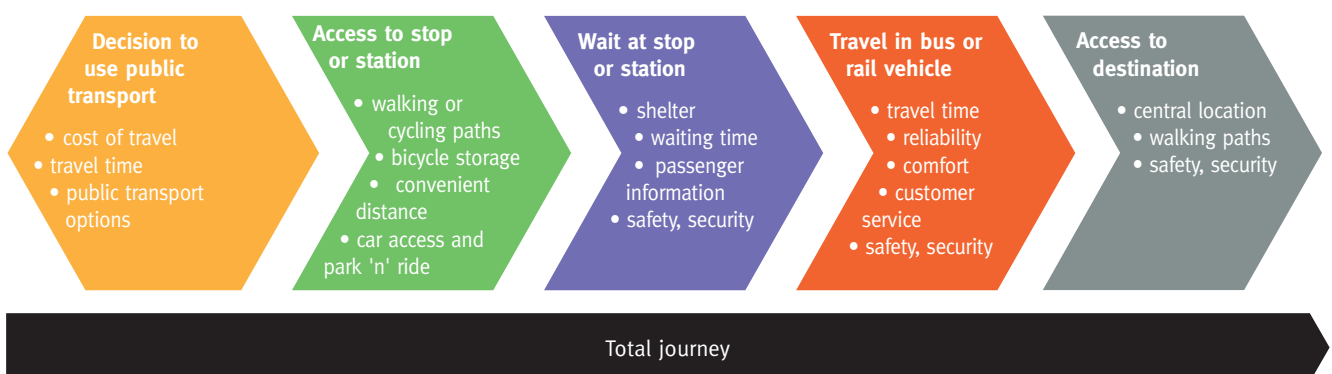 Decision to
use public
transport
• cost of travel
• travel time
• public transport
options
Access to stop
or station
• walking or
cycling paths
• bicycle storage
• convenient
distance
• car access and
park 'n' ride
Wait at stop
or station
• shelter
• waiting time
• passenger
information
• safety, security
Travel in bus or
rail vehicle
• travel time
• reliability
• comfort
• customer
service
• safety, security
Access to
destination
• central location
• walking paths
• safety, security
Total journey